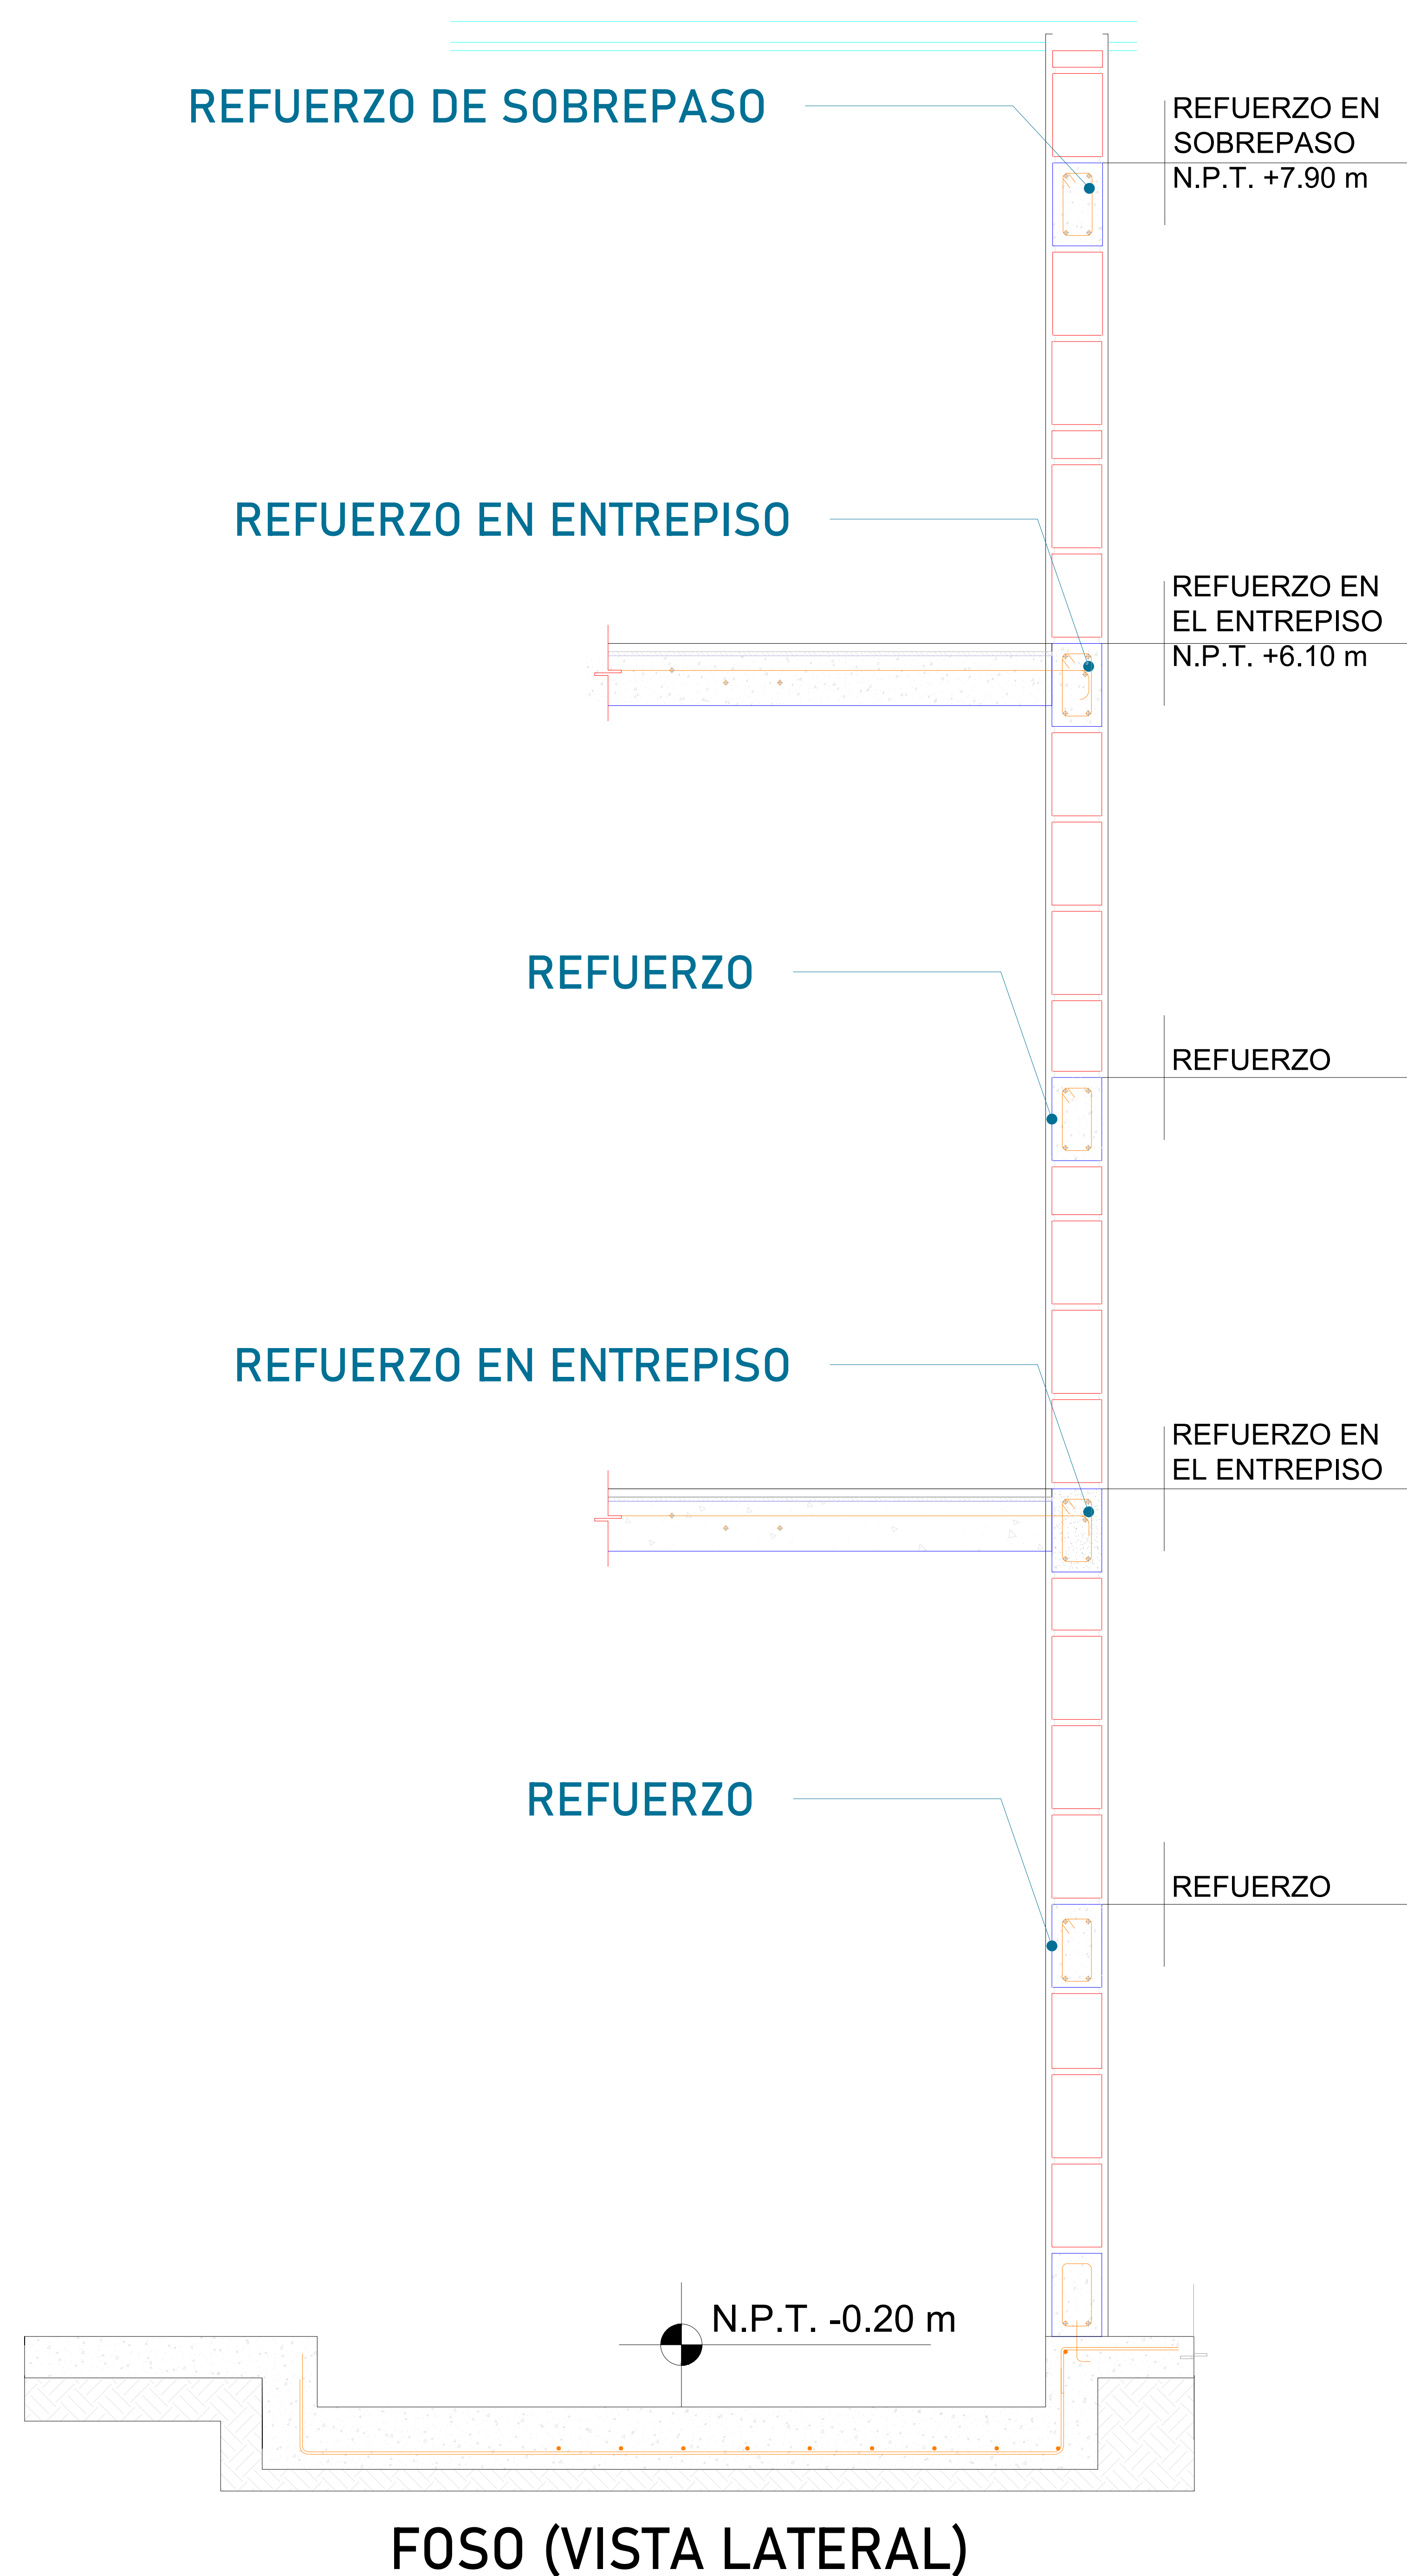 REFUERZO DE SOBREPASO
REFUERZO EN
SOBREPASO
N.P.T. +7.90 m
REFUERZO EN ENTREPISO
REFUERZO EN
EL ENTREPISO
N.P.T. +6.10 m
REFUERZO
REFUERZO
REFUERZO EN ENTREPISO
REFUERZO EN
EL ENTREPISO
REFUERZO
REFUERZO
N.P.T. -0.20 m
FOSO (VISTA LATERAL)